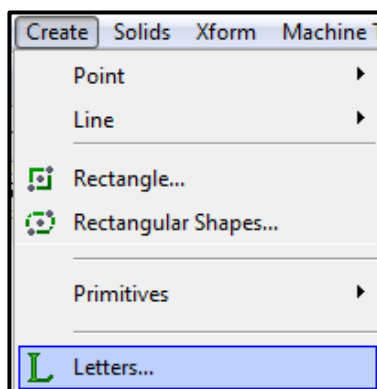 Create Solids Xform Machine T
Point
Line
Rectangle...
Rectangular Shapes...
Primitives
L Letters...